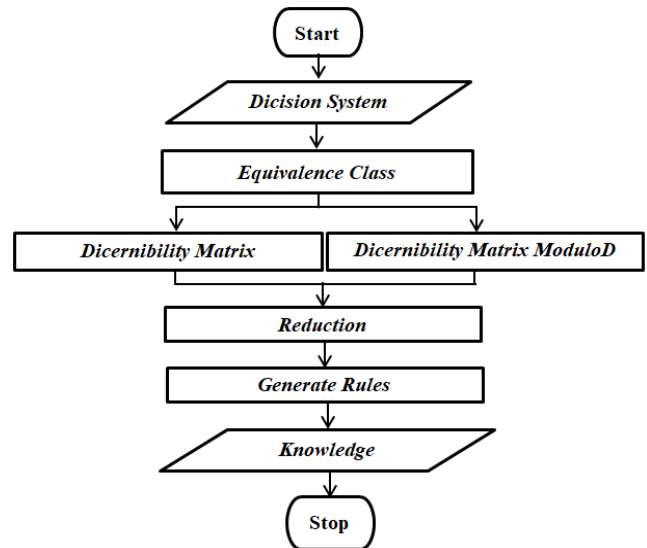 Start
Dicision System
Equivalence Class
Dicernibility Matrix
Dicernibility Matrix ModuloD
Reduction
Generate Rules
Knowledge
Stop